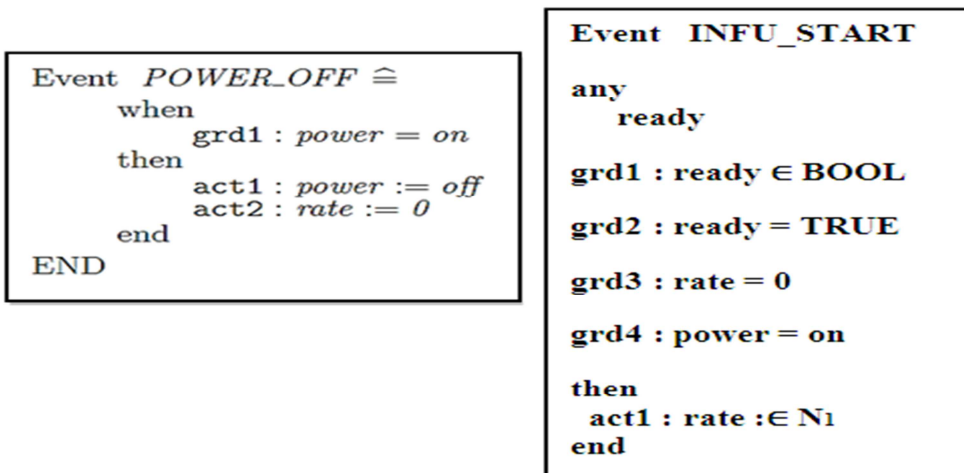 Event POWER_OFF ≙
when
grd1 : power = on
then
act1 : power := off
act2 : rate := 0
end
END
Event INFU_START
any
ready
grd1 : ready ∈ BOOL
grd2 : ready = TRUE
grd3 : rate = 0
grd4 : power = on
then
act1 : rate :∈ N1
end